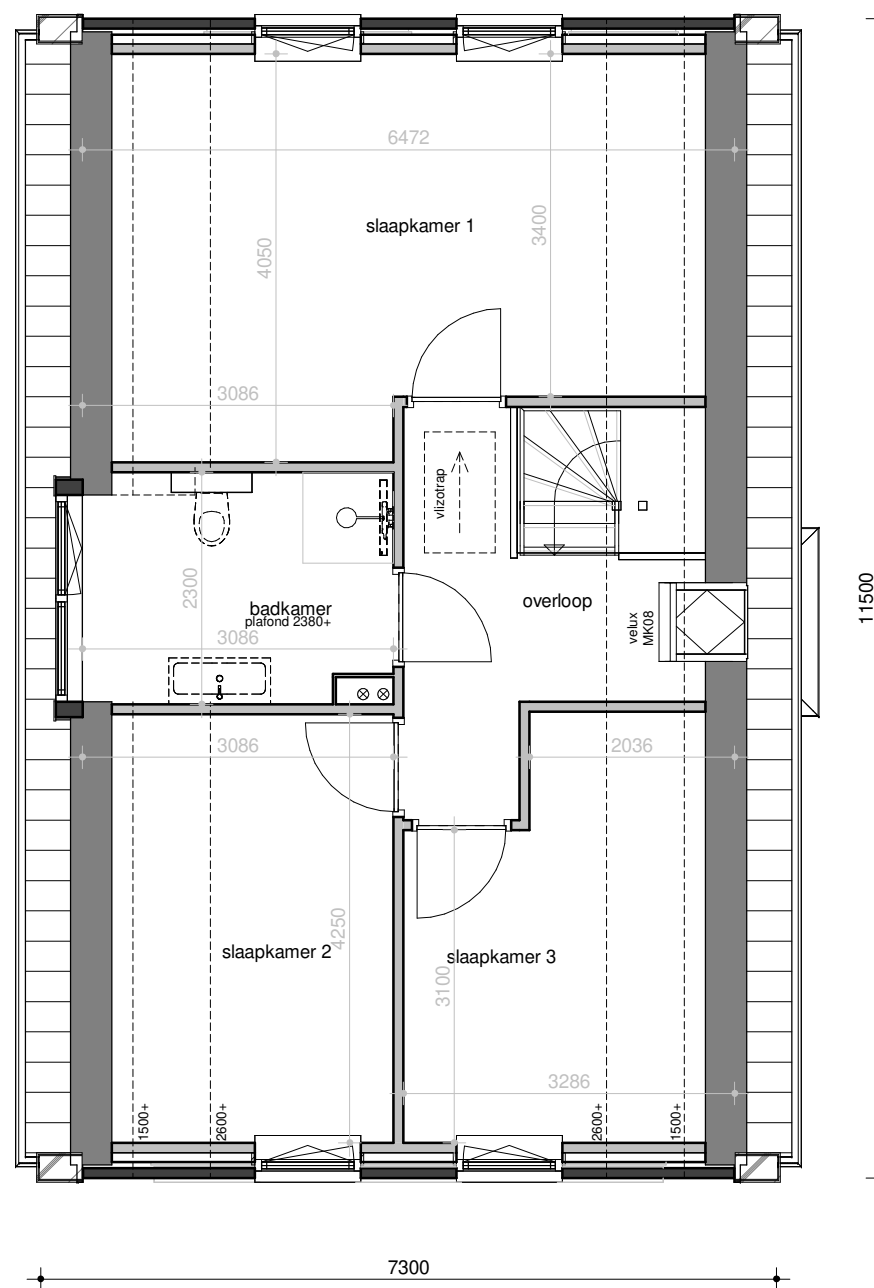 6472
slaapkamer 1
3400
4050
3086
vlizotrap
2300
badkamer
plafond 2380+
3086
overloop
velux
MK08
11500
3086
2036
4250
slaapkamer 2
slaapkamer 3
3100
3286
1500+
2600+
2600+
1500+
7300